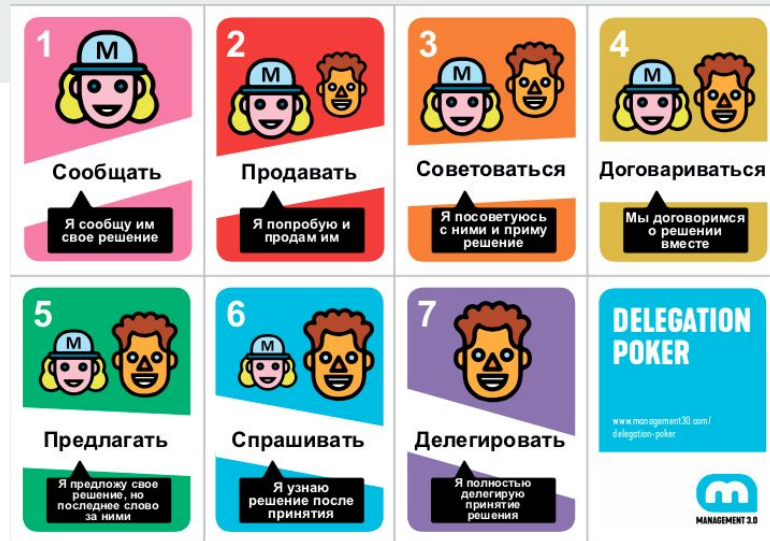 1
M
Сообщать
Я сообщу им
свое решение
2
M
Продавать
Я попробую и
продам им
3
M
Советоваться
Я посоветуюсь
с ними и приму
решение
4
M
Договариваться
Мы договоримся
о решении
вместе
5
M
Предлагать
Я предложу свое
решение, но
последнее слово
за ними
6
M
Спрашивать
Я узнаю
решение после
принятия
7
Делегировать
Я полностью
делегирую
принятие
решения
DELEGATION
POKER
www.management30.com/
delegation-poker
m
MANAGEMENT 3.0